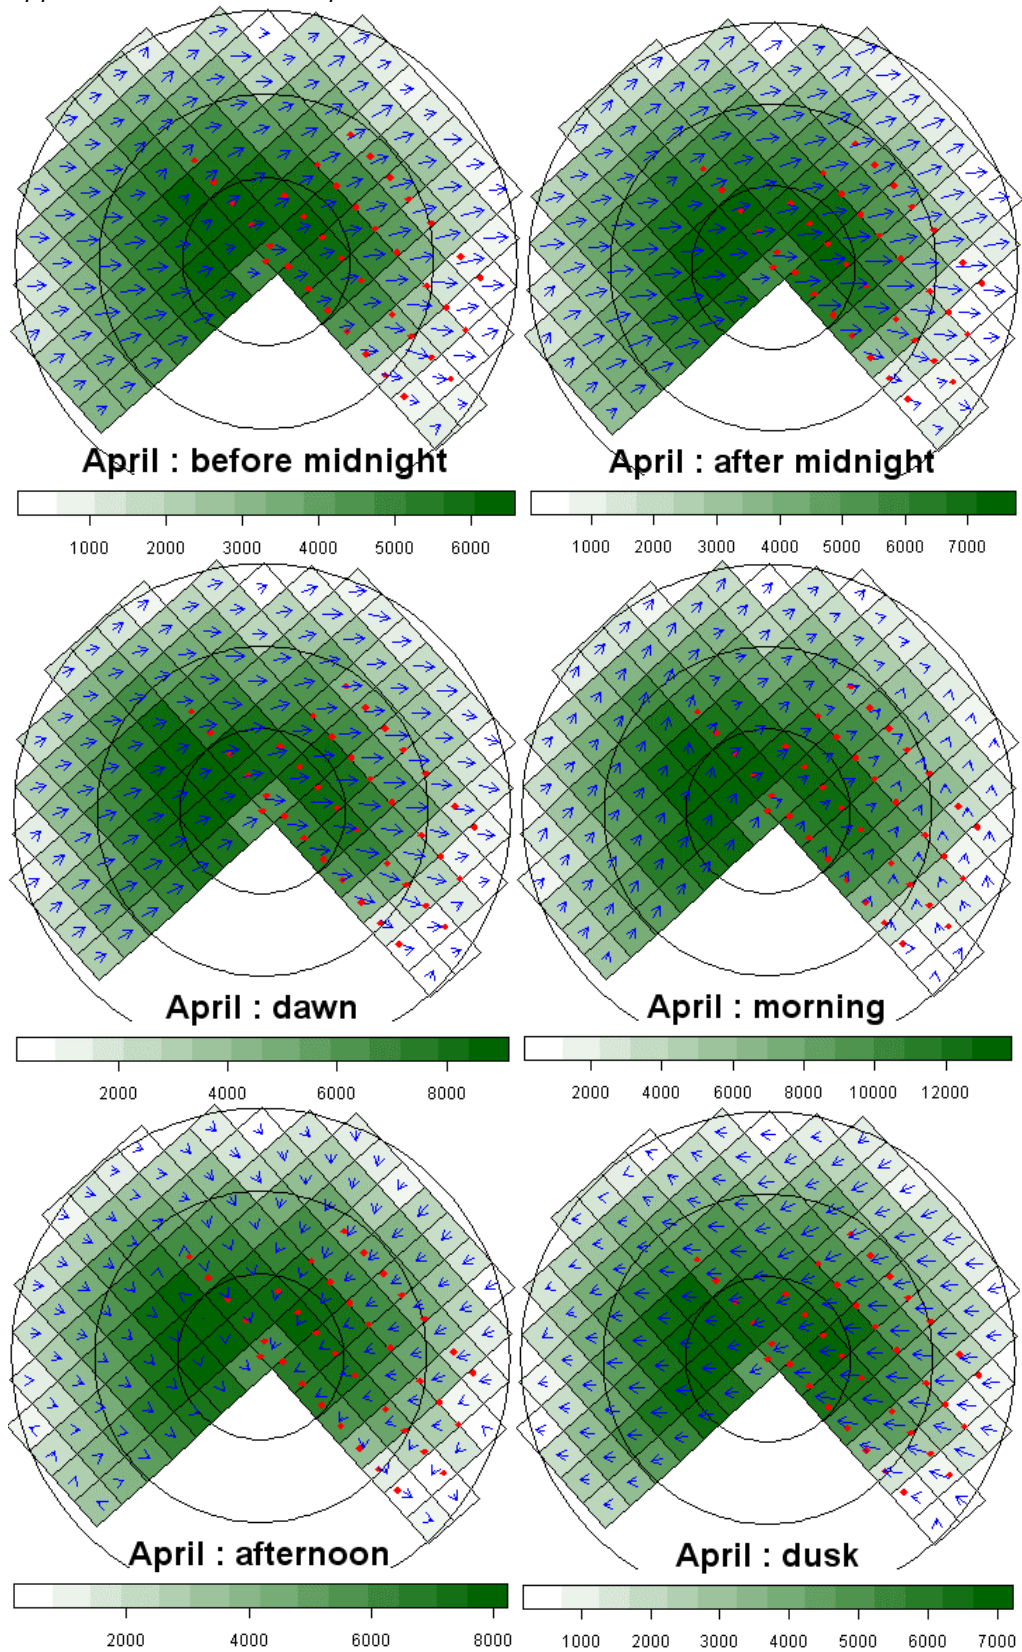 April : before midnight
April : after midnight
1000 2000 3000 4000 5000 6000
1000 2000 3000 4000 5000 6000 7000
April : dawn
April : morning
2000 4000 6000 8000
2000 4000 6000 8000 10000 12000
April : afternoon
April : dusk
2000 4000 6000 8000
1000 2000 3000 4000 5000 6000 7000